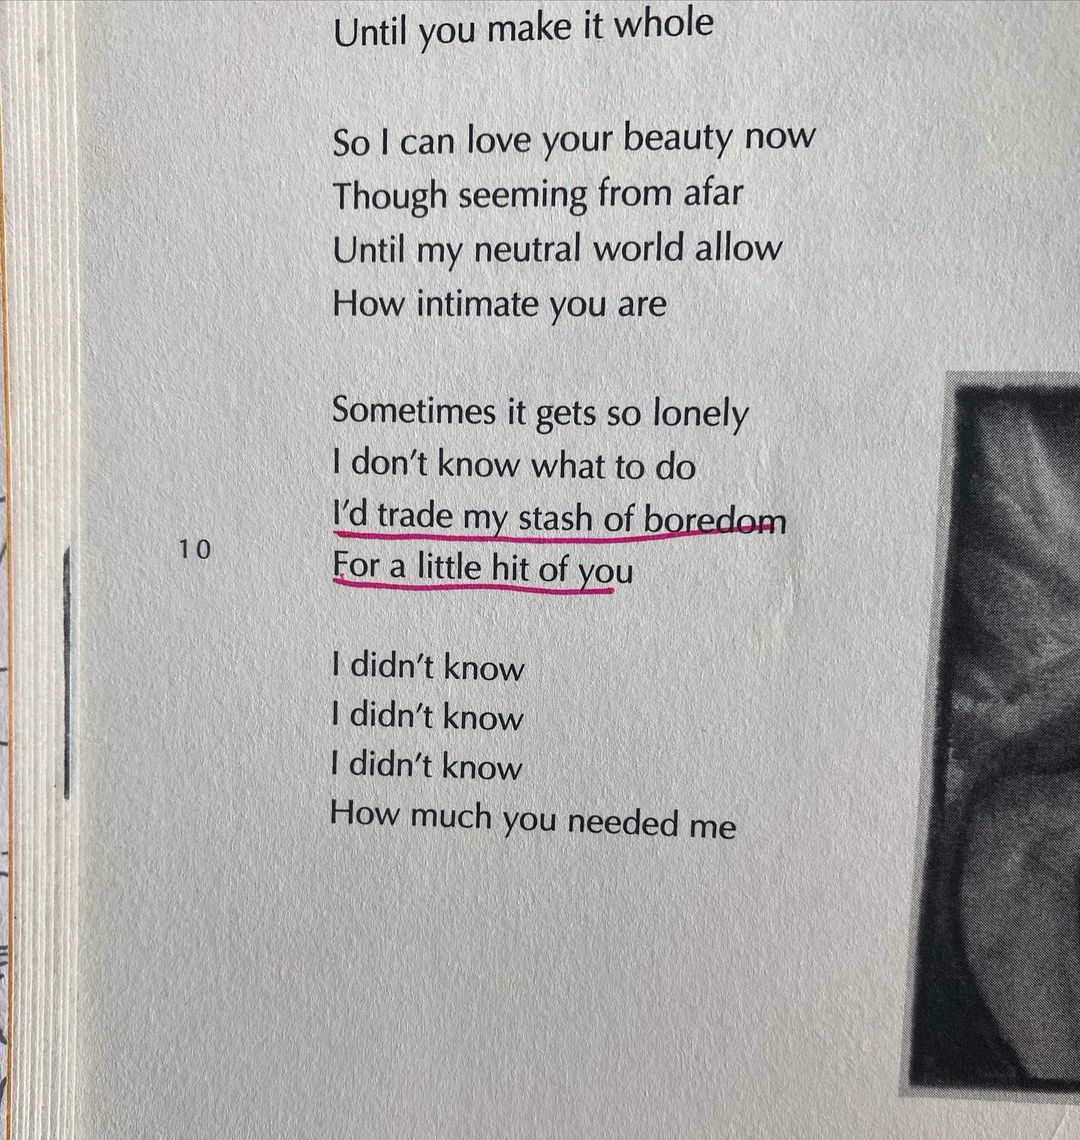 Until you make it whole
So I can love your beauty now
Though seeming from afar
Until my neutral world allow
How intimate you are
Sometimes it gets so lonely
I don't know what to do
I'd trade my stash of boredom
10
For a little hit of you
I didn't know
I didn't know
I didn't know
How much you needed me